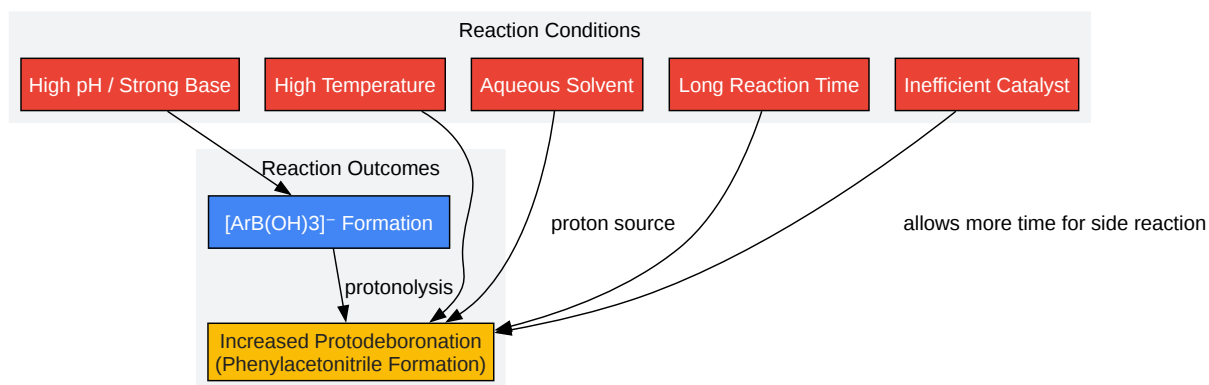 Reaction Conditions
High pH / Strong Base
High Temperature
Aqueous Solvent
Long Reaction Time
Inefficient Catalyst
Reaction Outcomes
[ArB(OH)3]⁻ Formation
proton source
allows more time for side reaction
protonolysis
Increased Protodeboronation
(Phenylacetonitrile Formation)